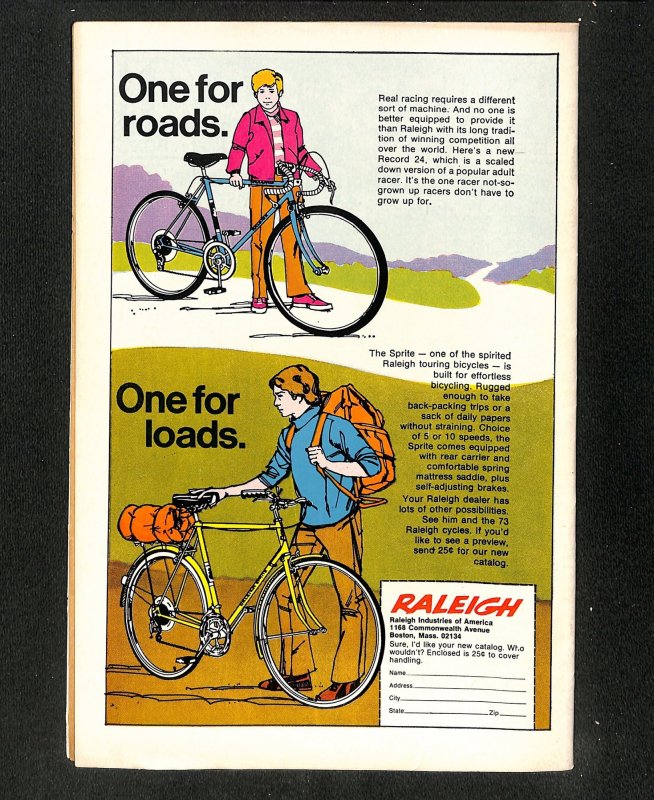 One for
roads.
Real racing requires a different
sort of machine. And no one is
better equipped to provide it
than Raleigh with its long tradi-
tion of winning competition all
over the world. Here's a new
Record 24, which is a scaled
down version of a popular adult
racer. It's the one racer not-so-
grown up racers don't have to
grow up for.
The Sprite — one of the spirited
Raleigh touring bicycles — is
built for effortless
bicycling. Rugged
enough to take
back-packing trips or a
sack of daily papers
without straining. Choice
of 5 or 10 speeds, the
Sprite comes equipped
with rear carrier and
comfortable spring
mattress saddle, plus
self-adjusting brakes.
Your Raleigh dealer has
lots of other possibilities.
See him and the 73
Raleigh cycles. If you'd
like to see a preview,
send 25¢ for our new
catalog.
One for
loads.
RALEIGH
Raleigh Industries of America
1168 Commonwealth Avenue
Boston, Mass. 02134
Sure, I'd like your new catalog. Who
wouldn't? Enclosed is 25¢ to cover
handling.
Name
Address
City
State Zip